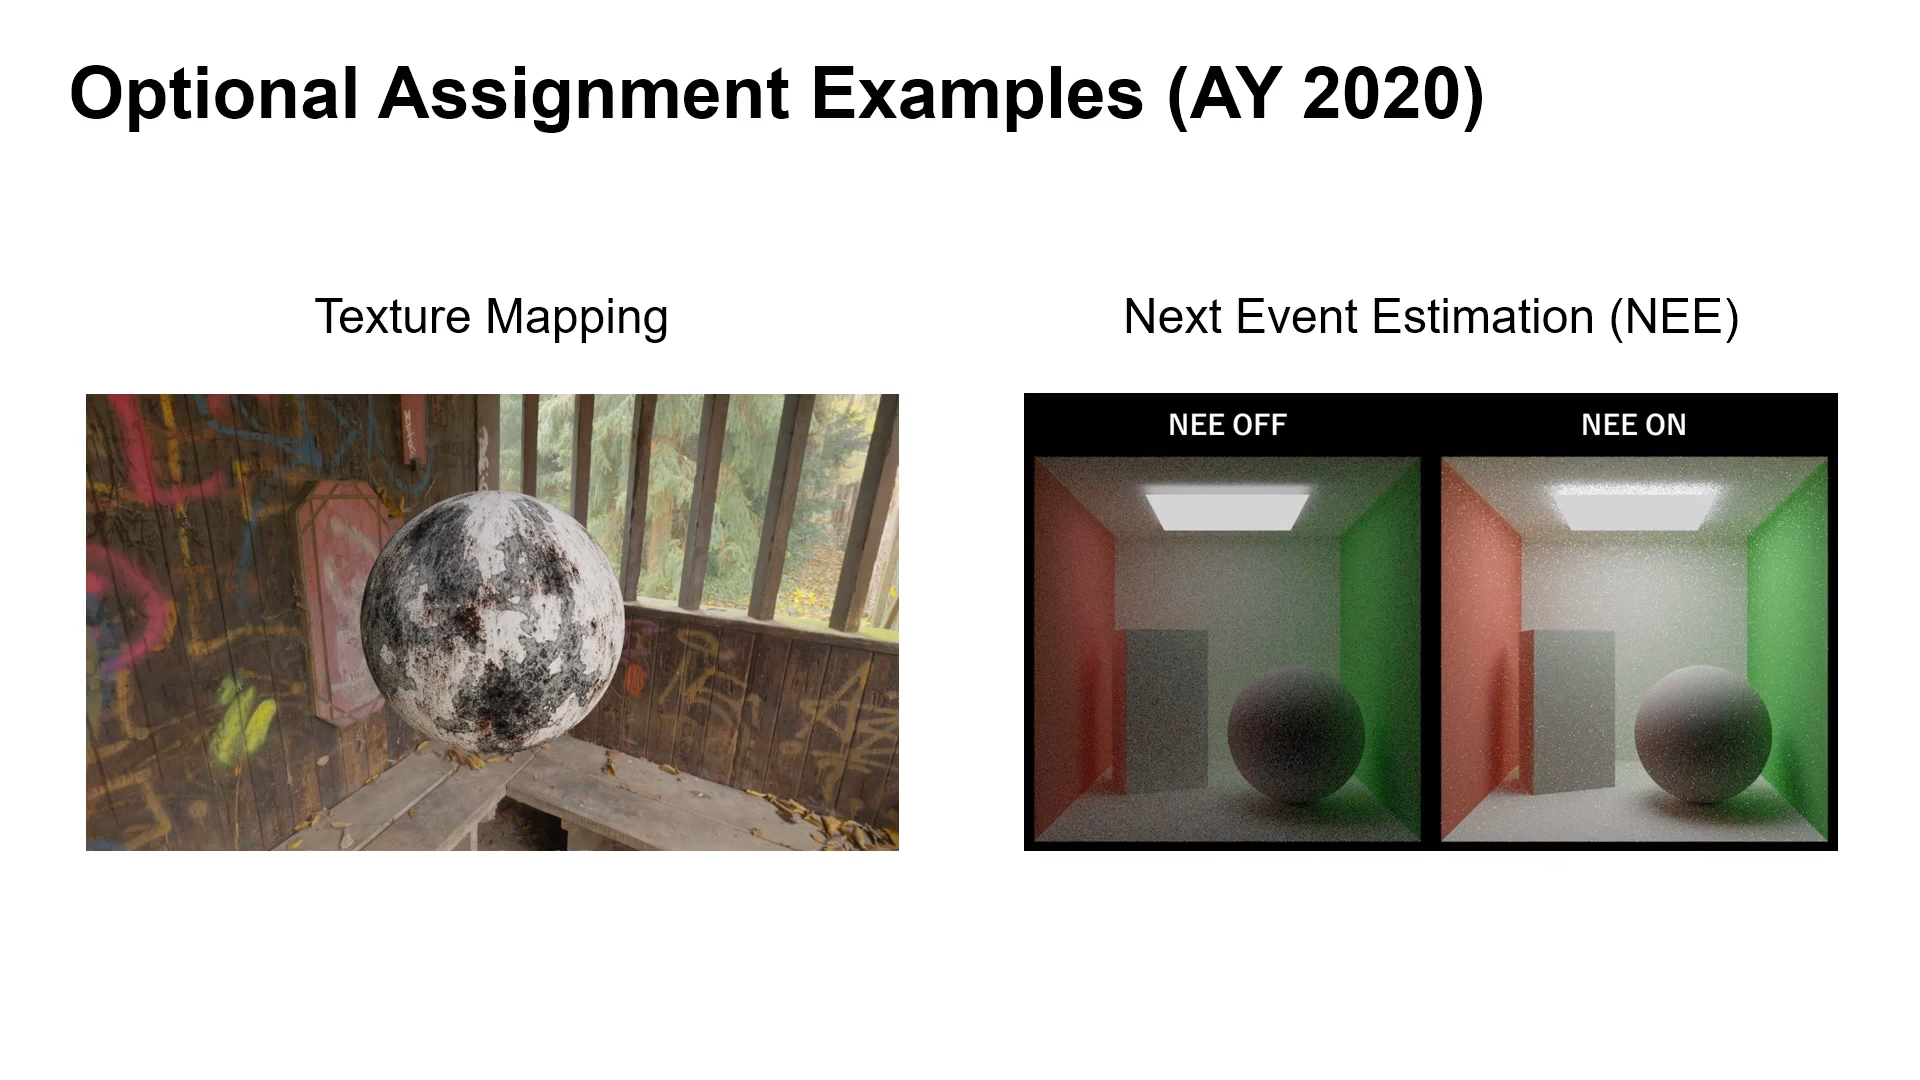 Optional Assignment Examples (AY 2020)
Texture Mapping
Next Event Estimation (NEE)
NEE OFF
NEE ON